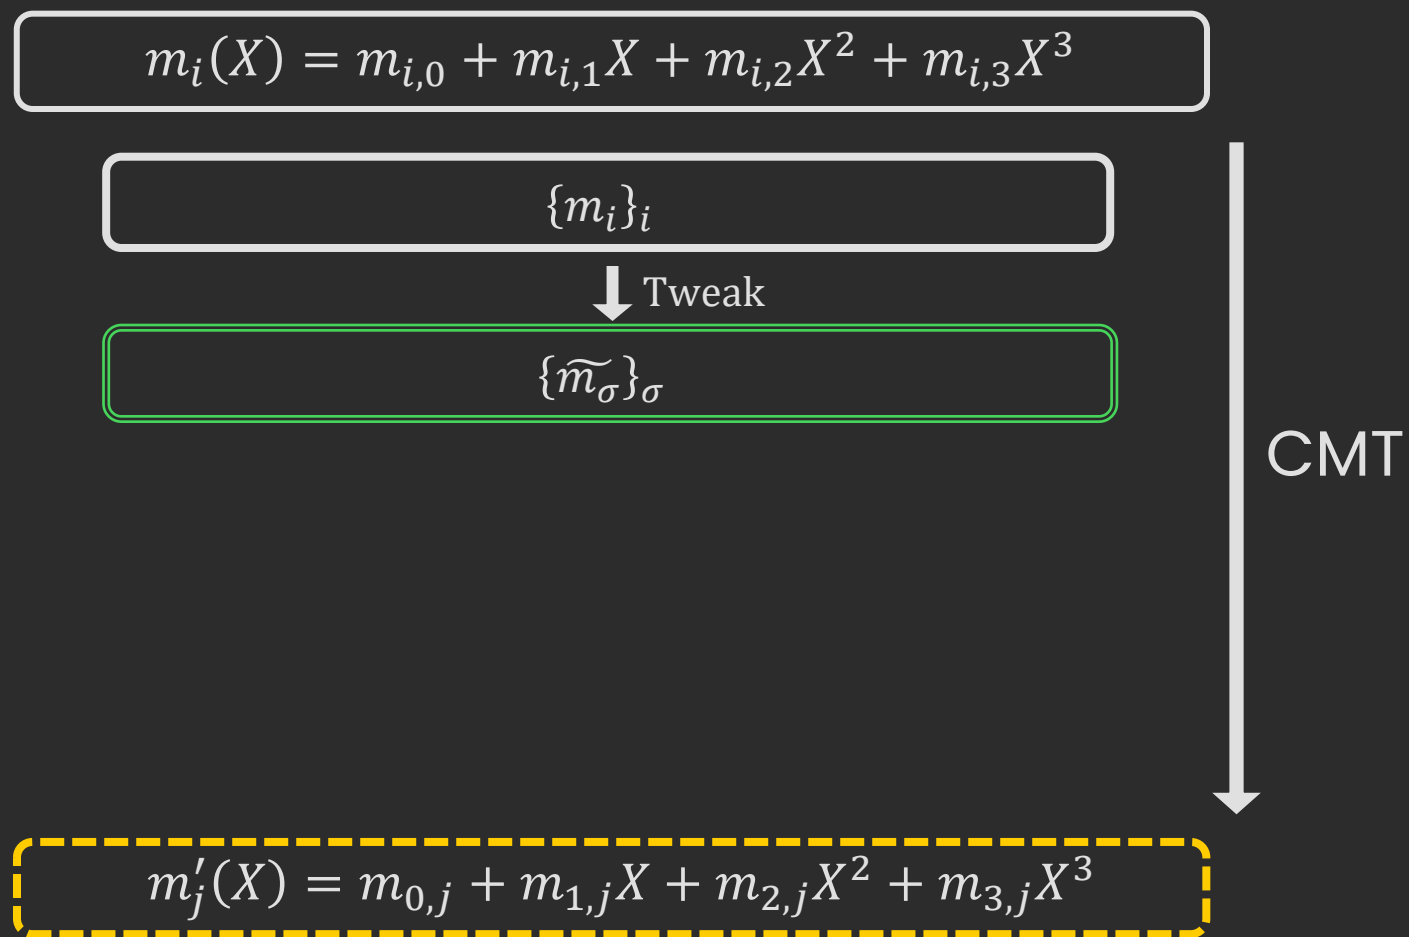 m_i(X) = m_{i,0} + m_{i,1}X + m_{i,2}X^2 + m_{i,3}X^3
{m_i}_i
Tweak
{\widetilde{m_σ}}_σ
CMT
m'_j(X) = m_{0,j} + m_{1,j}X + m_{2,j}X^2 + m_{3,j}X^3